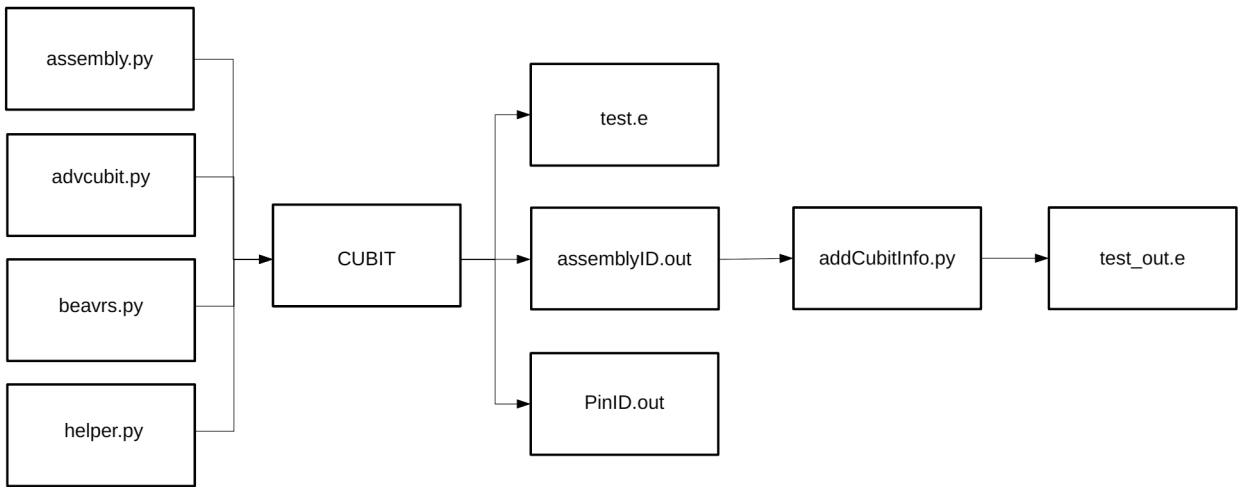 assembly.py
advcubit.py
beavrs.py
helper.py
CUBIT
test.e
assemblyID.out
PinID.out
addCubitInfo.py
test_out.e